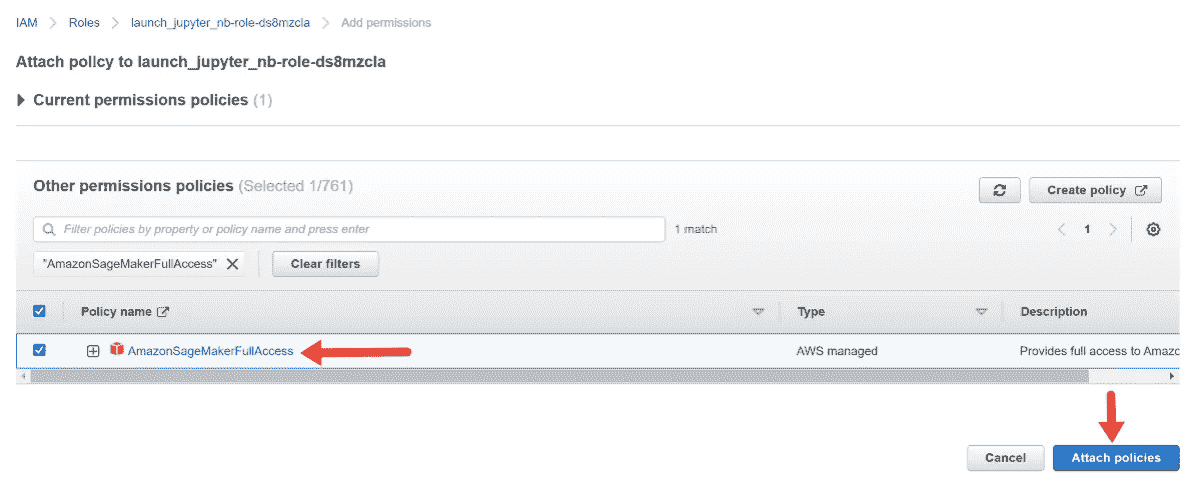 IAM > Roles > launch_jupyter_nb-role-ds8mzcla > Add permissions
Attach policy to launch_jupyter_nb-role-ds8mzcla
Current permissions policies (1)
Other permissions policies (Selected 1/761)
Create policy
Filter policies by property or policy name and press enter
1 match
< 1 >
"AmazonSageMakerFullAccess" X
Clear filters
Policy name Type Description
AmazonSageMakerFullAccess AWS managed Provides full access to Amazo
Cancel Attach policies